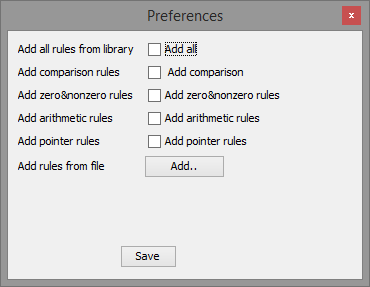 Preferences
x
Add all rules from library Add all
Add comparison rules Add comparison
Add zero&nonzero rules Add zero&nonzero rules
Add arithmetic rules Add arithmetic rules
Add pointer rules Add pointer rules
Add rules from file Add..
Save